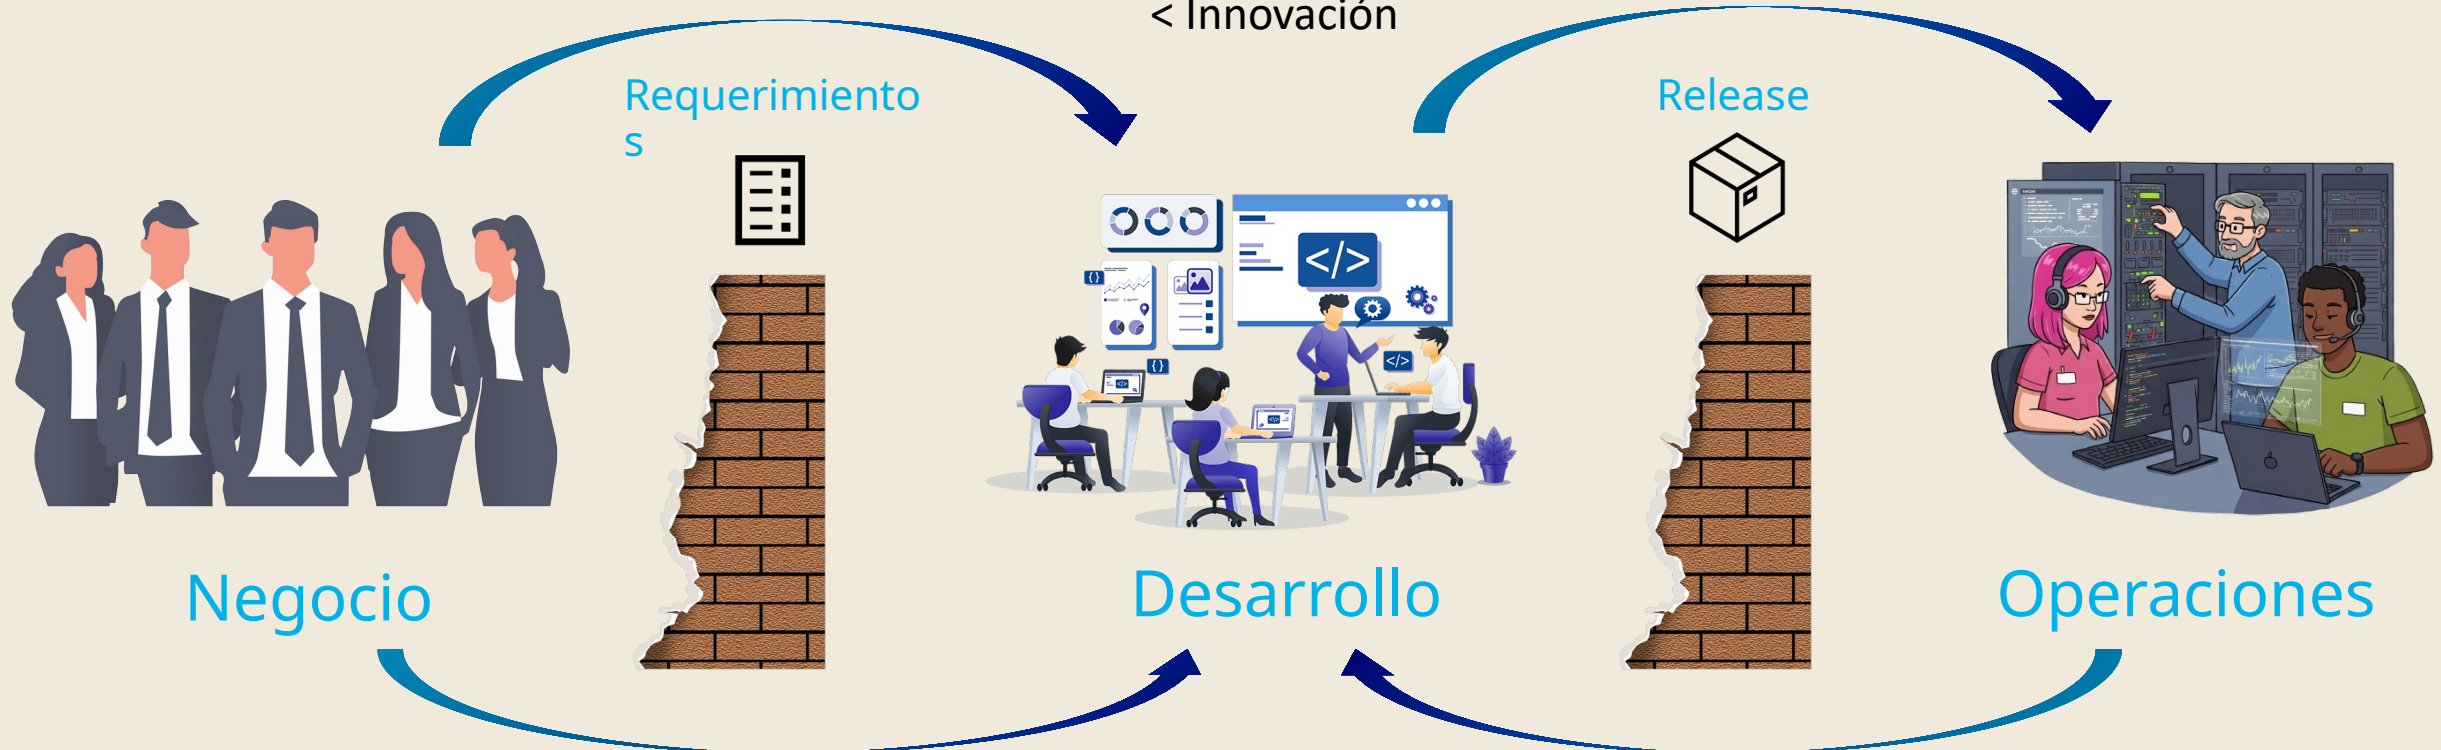 < Innovación
Requerimiento
s
Release
</>
{}
</>
{}
</>
</>
Negocio
Desarrollo
Operaciones